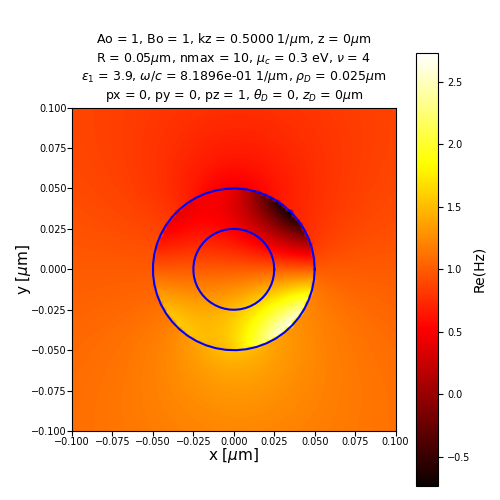 Ao = 1, Bo = 1, kz = 0.5000 1/μm, z = 0μm
R = 0.05μm, nmax = 10, μc = 0.3 eV, ν = 4
ε1 = 3.9, ω/c = 8.1896e-01 1/μm, ρD = 0.025μm
px = 0, py = 0, pz = 1, θD = 0, zD = 0μm
0.100
0.075
0.050
0.025
0.000
−0.025
−0.050
−0.075
−0.100
y [μm]
−0.100 −0.075 −0.050 −0.025 0.000 0.025 0.050 0.075 0.100
x [μm]
2.5
2.0
1.5
1.0
0.5
0.0
−0.5
Re(Hz)